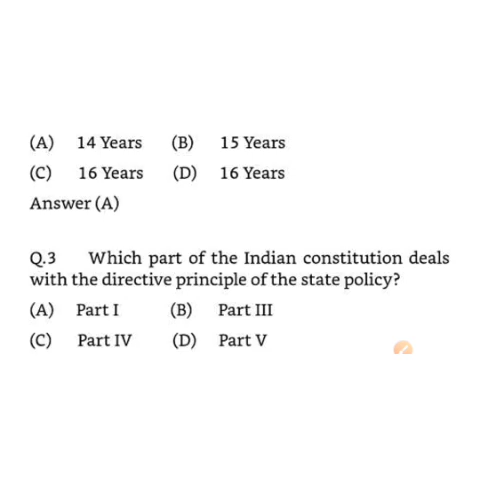 (A) 14 Years (B) 15 Years
(C) 16 Years (D) 16 Years
Answer (A)
Q.3 Which part of the Indian constitution deals
with the directive principle of the state policy?
(A) Part I (B) Part III
(C) Part IV (D) Part V